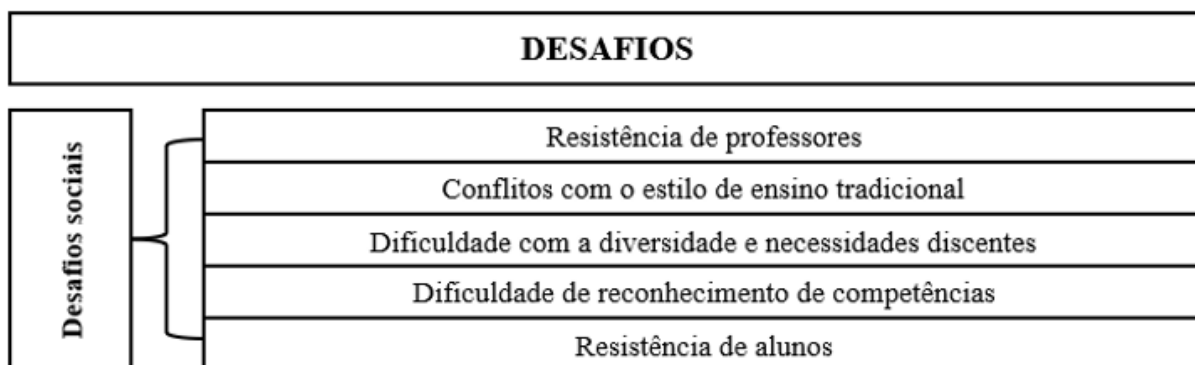 DESAFIOS
Desafios sociais
Resistência de professores
Conflitos com o estilo de ensino tradicional
Dificuldade com a diversidade e necessidades discentes
Dificuldade de reconhecimento de competências
Resistência de alunos